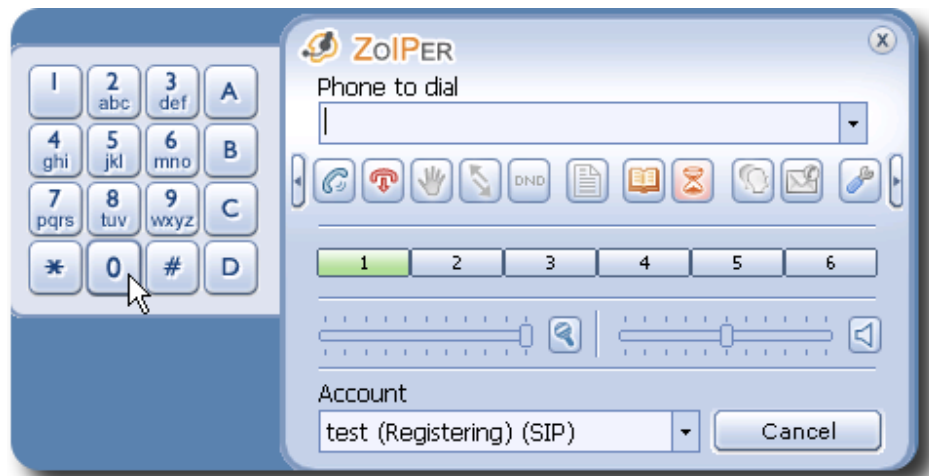 ZOIPER
Phone to dial
1 2 3 A
abc def
4 5 6 B
ghi jkl mno
7 8 9 C
pqrs tuv wxyz
* 0 # D
DND
1 2 3 4 5 6
Account
test (Registering) (SIP)
Cancel